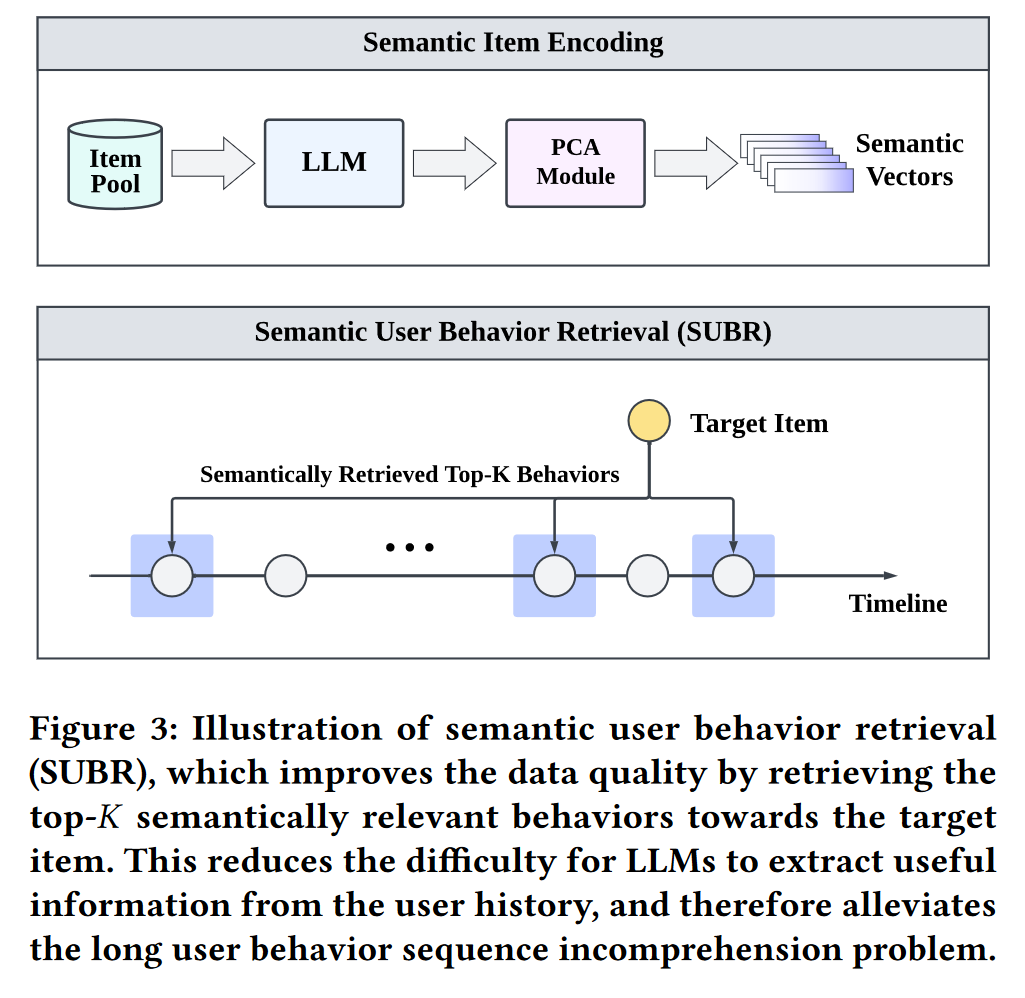 Semantic Item Encoding
Item
Pool
LLM
PCA
Module
Semantic
Vectors
Semantic User Behavior Retrieval (SUBR)
Target Item
Semantically Retrieved Top-K Behaviors
Timeline
Figure 3: Illustration of semantic user behavior retrieval
(SUBR), which improves the data quality by retrieving the
top-K semantically relevant behaviors towards the target
item. This reduces the difficulty for LLMs to extract useful
information from the user history, and therefore alleviates
the long user behavior sequence incomprehension problem.